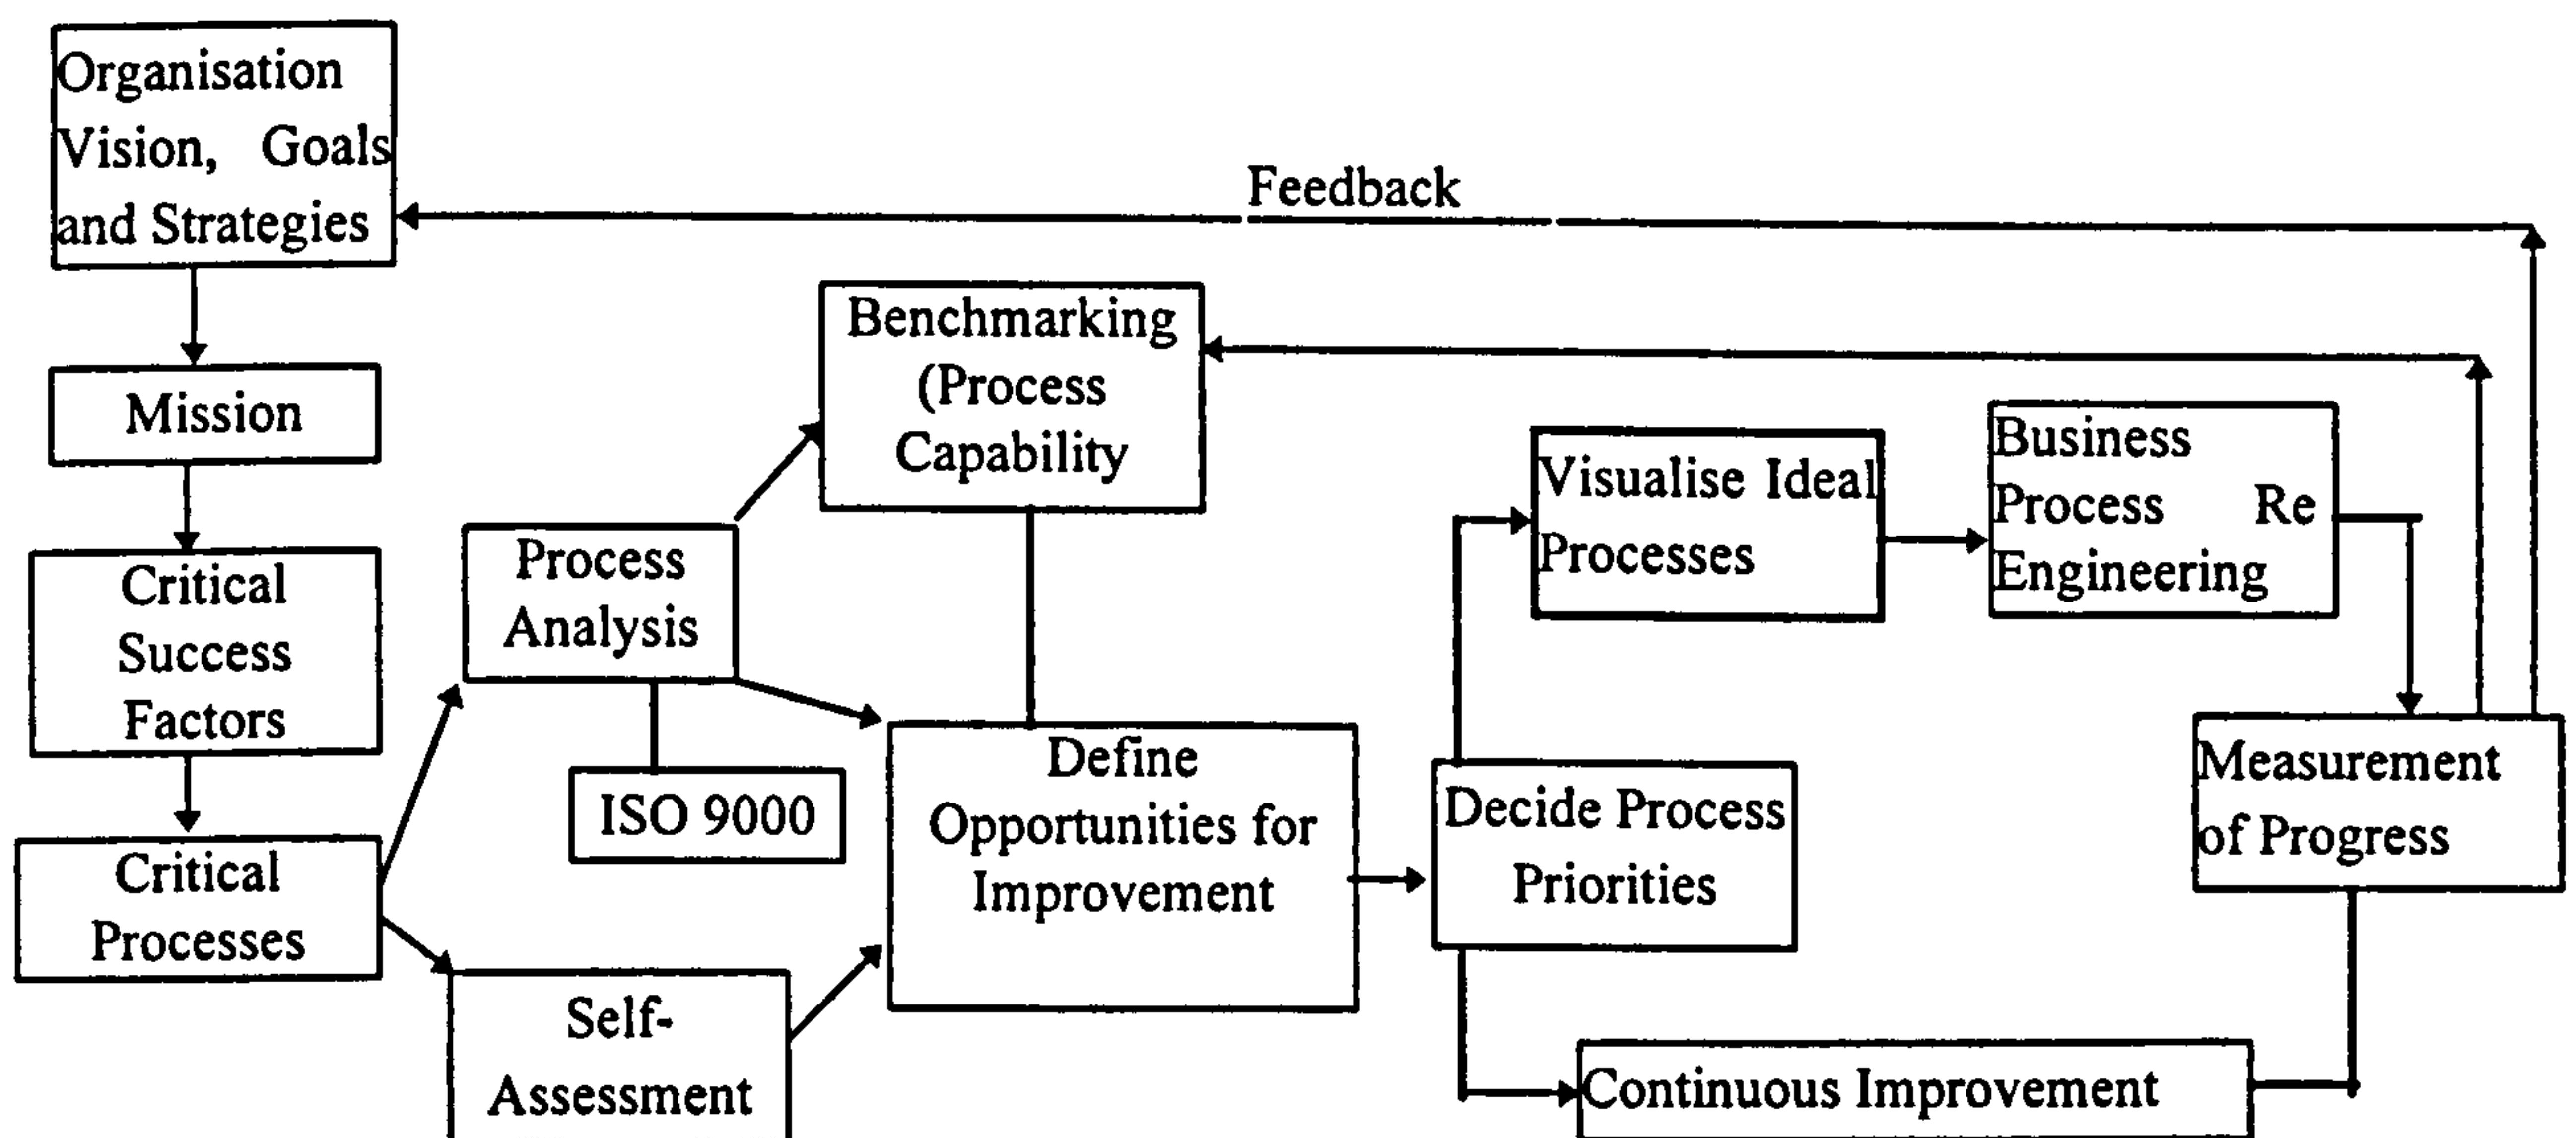 Organisation
Vision, Goals
and Strategies
Feedback
Mission
Critical
Success
Factors
Critical
Processes
Process
Analysis
ISO 9000
Self-
Assessment
Benchmarking
(Process
Capability
Define
Opportunities for
Improvement
Decide Process
Priorities
Visualise Ideal
Processes
Business
Process Re
Engineering
Measurement
of Progress
Continuous Improvement